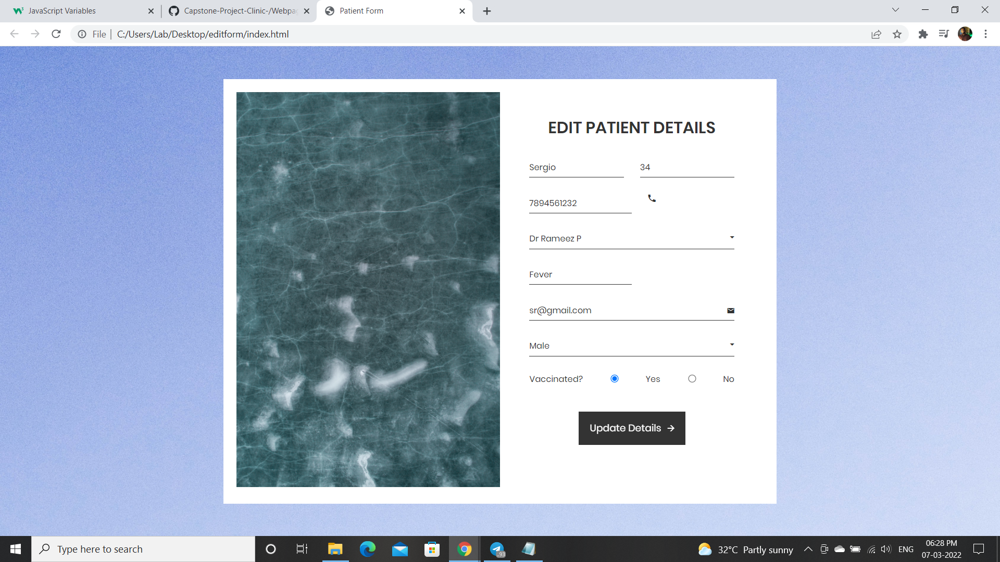 JavaScript Variables
Capstone-Project-Clinic-/Webpag
Patient Form
File
C:/Users/Lab/Desktop/editform/index.html
EDIT PATIENT DETAILS
Sergio
34
7894561232
Dr Rameez P
Fever
sr@gmail.com
Male
Vaccinated? Yes No
Update Details →
Type here to search
..93
32°C Partly sunny
ENG
06:28 PM
07-03-2022